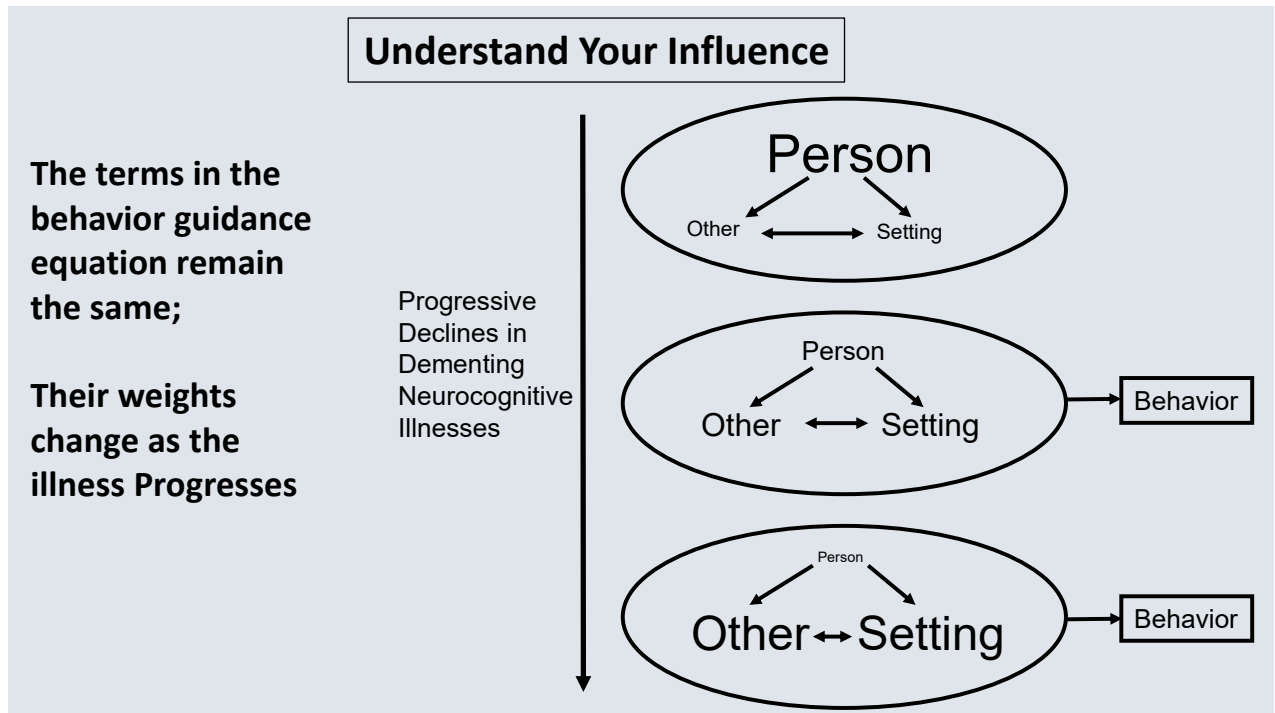 Understand Your Influence
The terms in the
behavior guidance
equation remain
the same;
Their weights
change as the
illness Progresses
Progressive
Declines in
Dementing
Neurocognitive
Illnesses
Person
Other
Setting
Person
Other
Setting
Behavior
Person
Other
Setting
Behavior